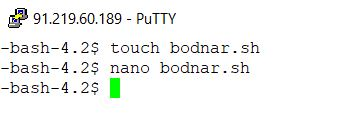 91.219.60.189 - PuTTY
-bash-4.2$ touch bodnar.sh
-bash-4.2$ nano bodnar.sh
-bash-4.2$